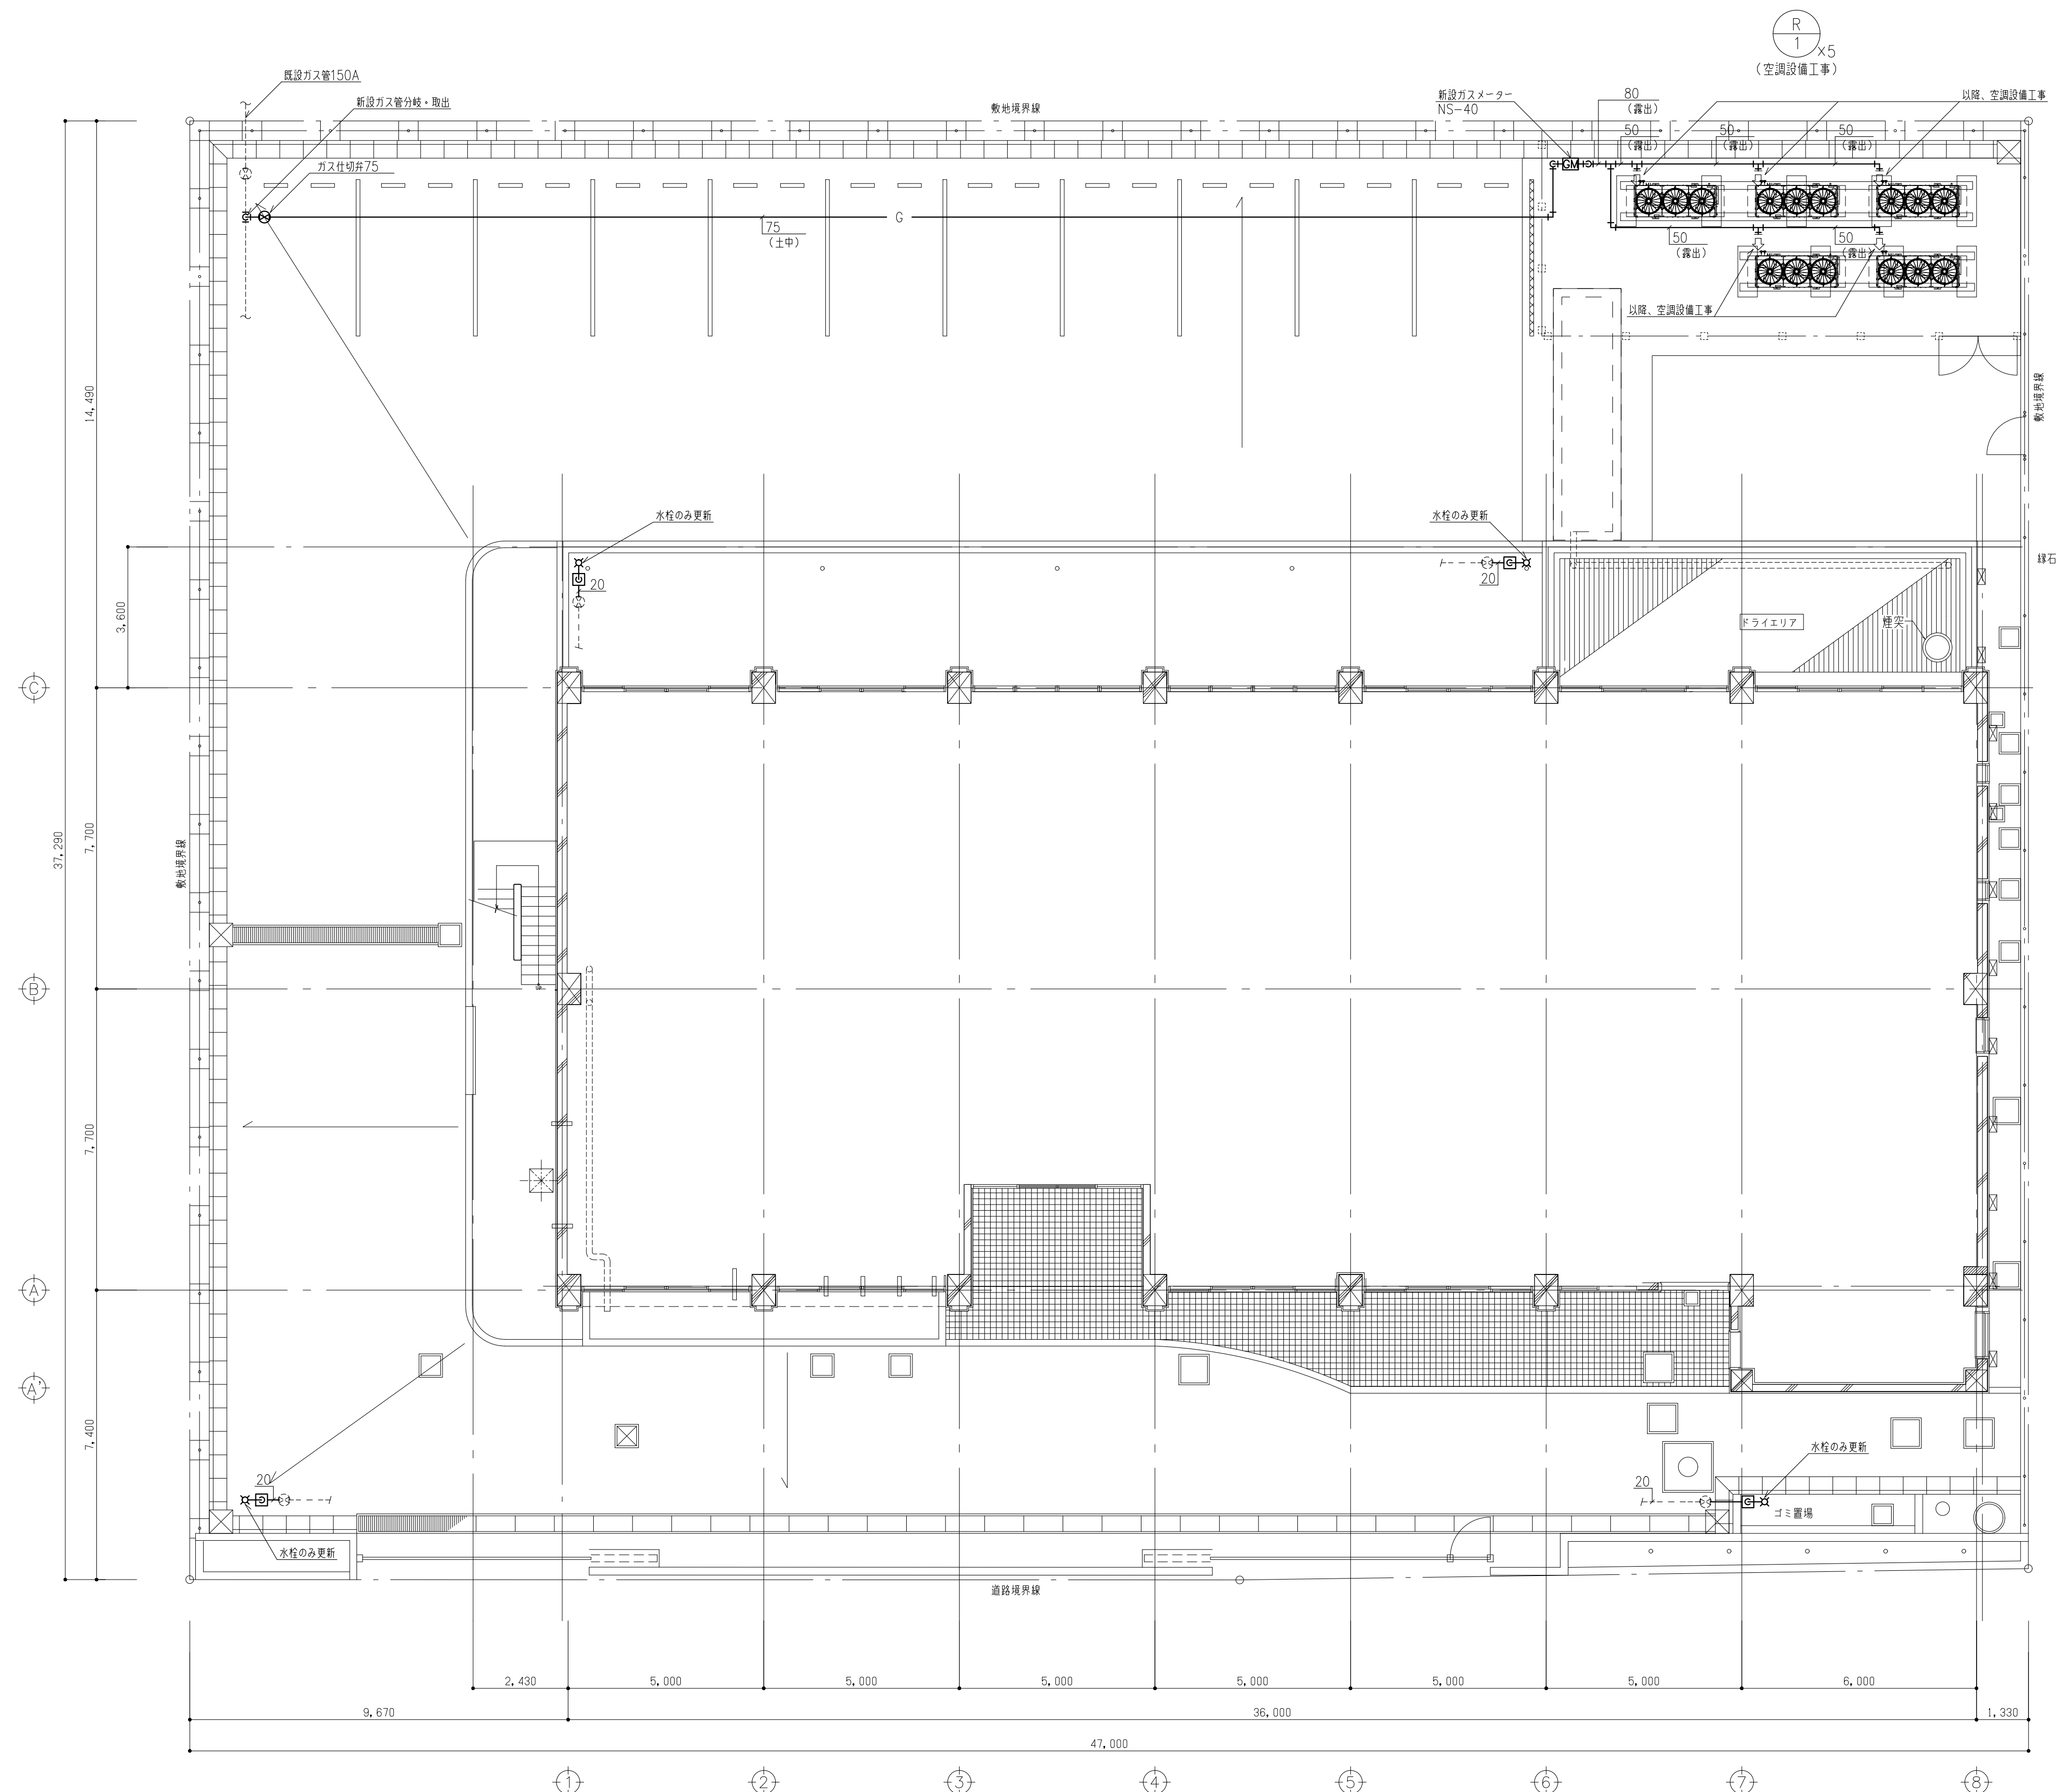 R
1
×5
(空調設備工事)
既設ガス管150A
新設ガス管分岐・取出
ガス仕切弁75
敷地境界線
新設ガスメーター
NS-40
80
(露出)
以降、空調設備工事
50
(露出)
50
(露出)
50
(露出)
GM
G
75
(土中)
50
(露出)
50
(露出)
以降、空調設備工事
敷地境界線
14,490
水栓のみ更新
水栓のみ更新
縁石
20
20
3,600
ドライエリア
煙突
C
37,290
7,700
敷地境界線
B
7,700
A
A'
7,400
水栓のみ更新
20
20
ゴミ置場
水栓のみ更新
道路境界線
2,430
5,000
5,000
5,000
5,000
5,000
5,000
6,000
9,670
36,000
1,330
47,000
1
2
3
4
5
6
7
8